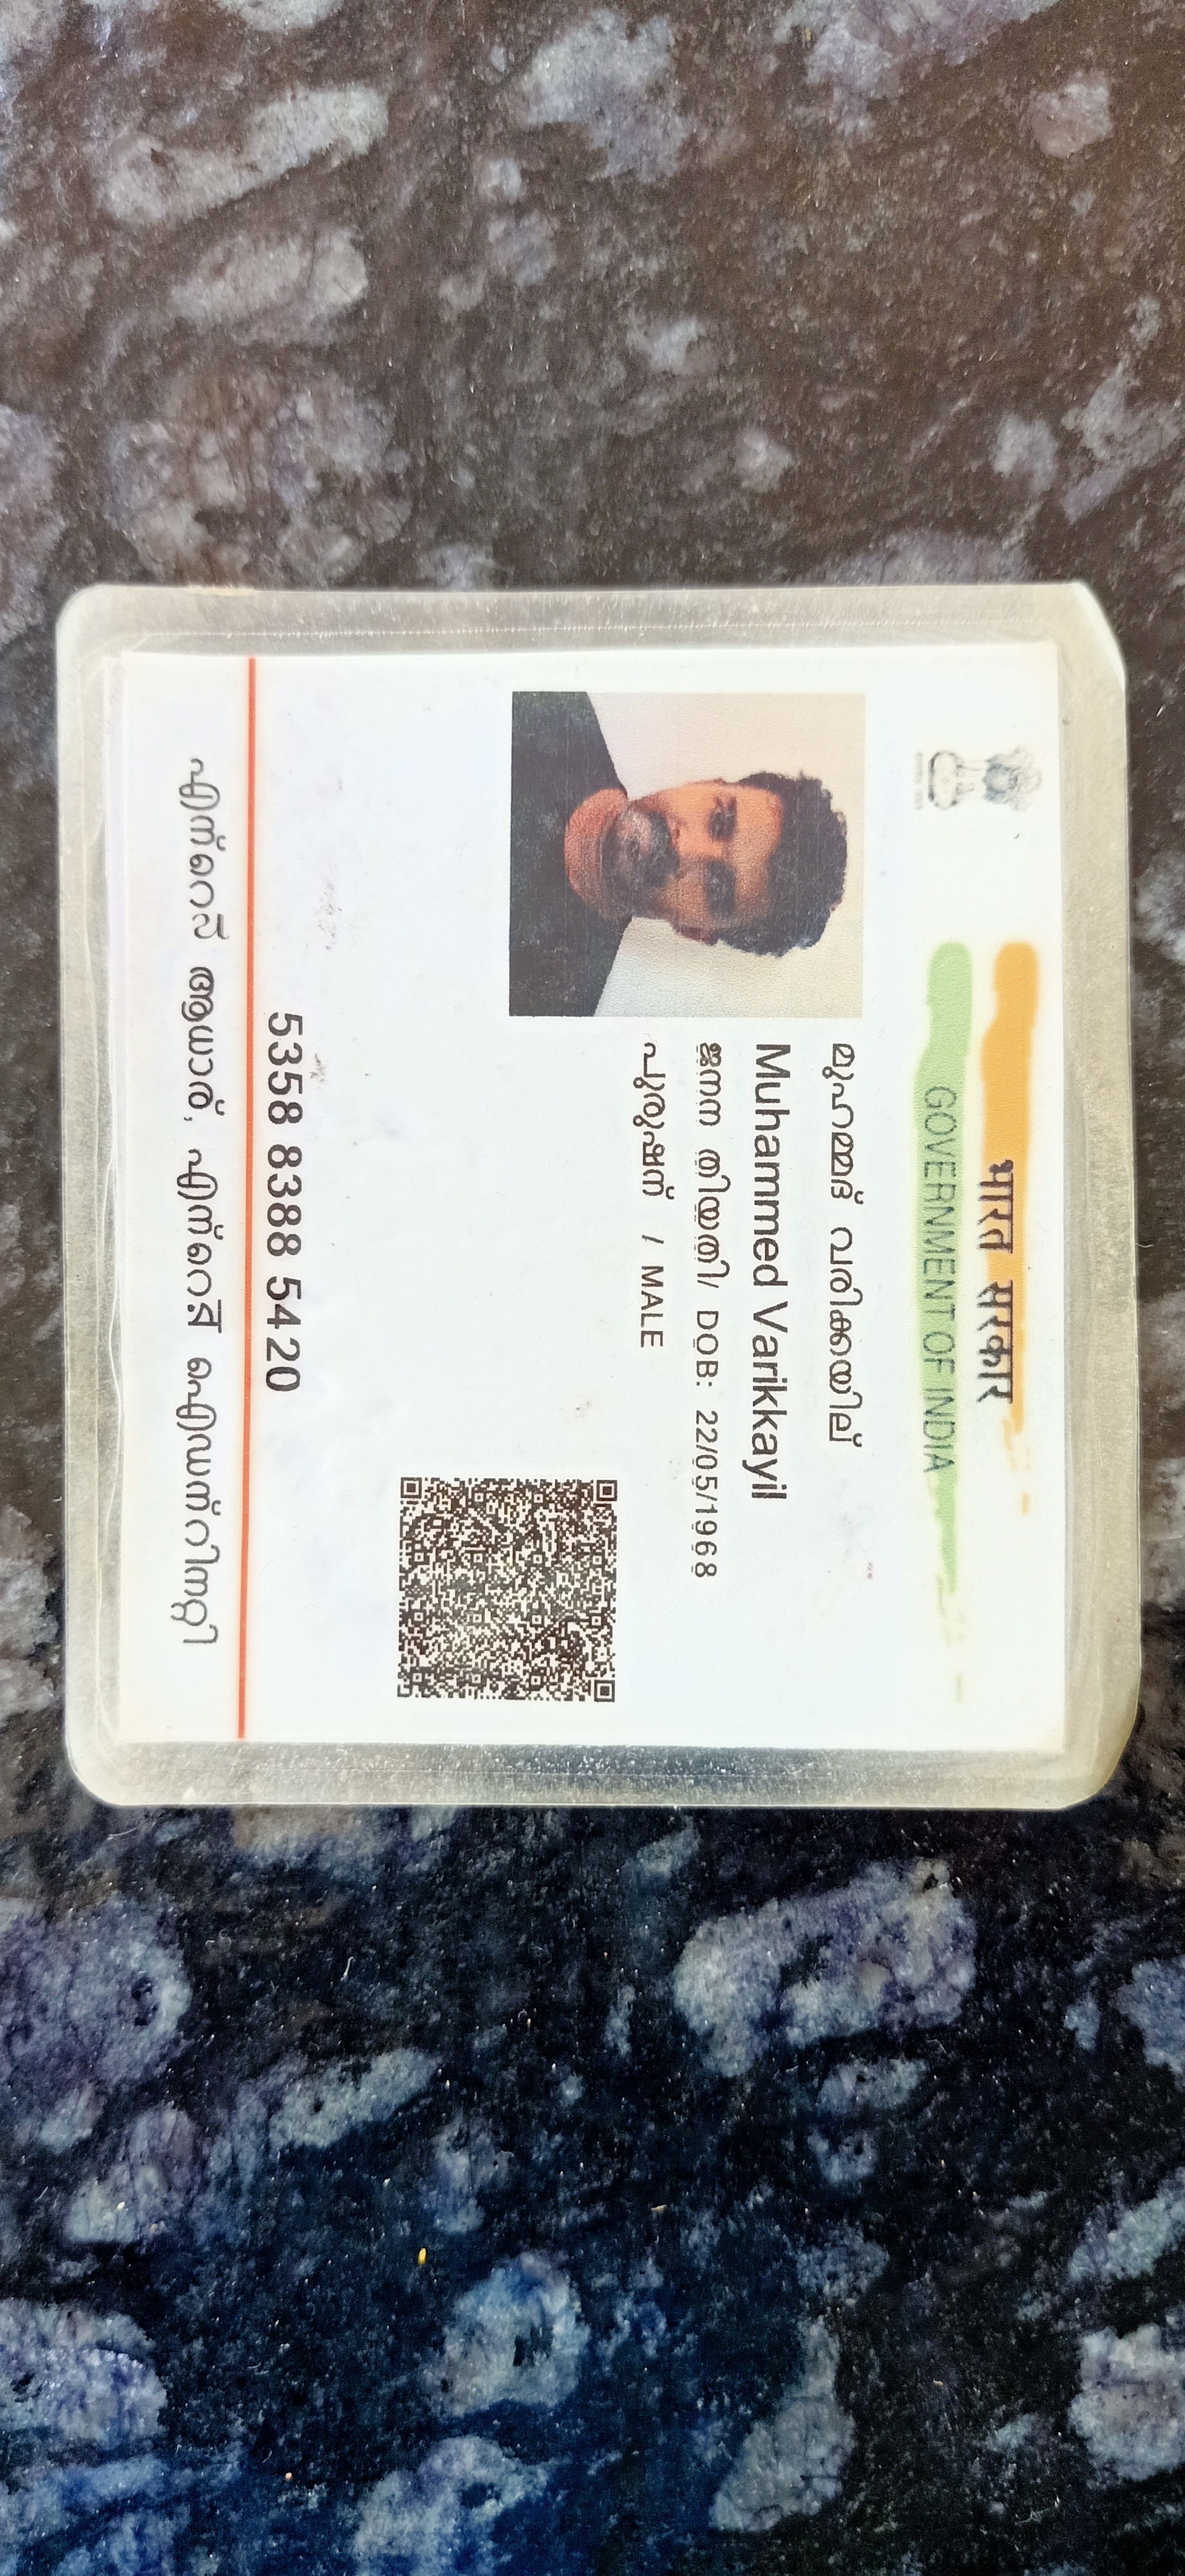 भारत सरकार
GOVERNMENT OF INDIA
മുഹമ്മദ് വരിക്കയില്
Muhammed Varikkayil
ജനന തിയതി/ DOB: 22/05/1968
പുരുഷന് / MALE
5358 8388 5420
എന്റെ ആധാര്, എന്റെ ഐഡന്റിറ്റി